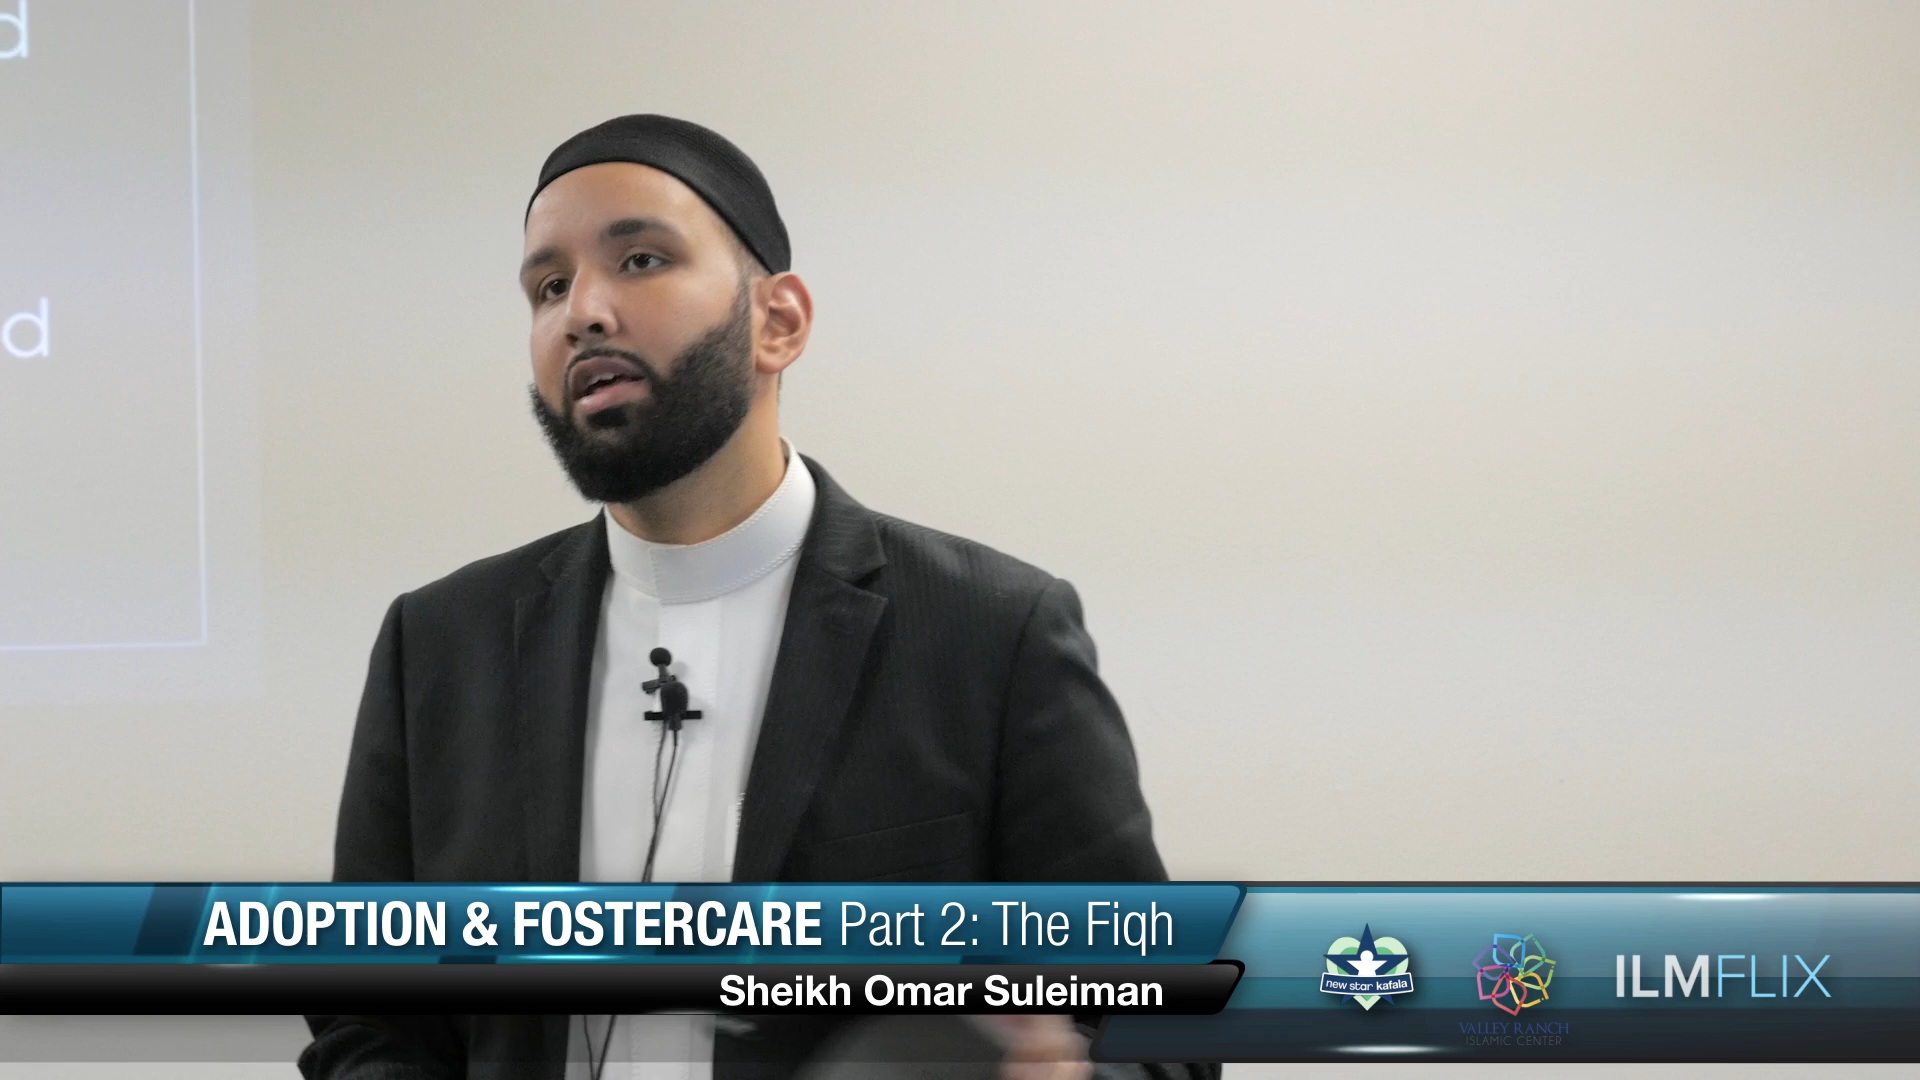 d
d
ADOPTION & FOSTERCARE Part 2: The Fiqh
Sheikh Omar Suleiman
new star kafala
VALLEY RANCH
ISLAMIC CENTER
ILMFLIX